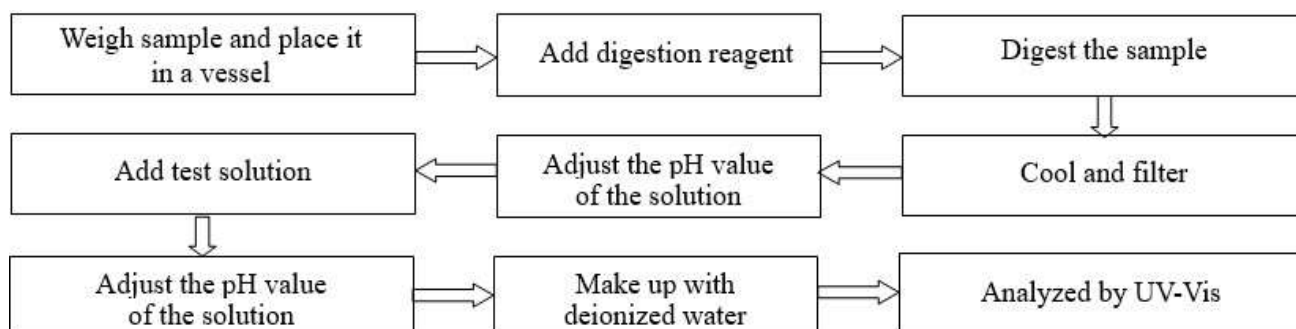 Weigh sample and place it
in a vessel
Add digestion reagent
Digest the sample
Cool and filter
Adjust the pH value
of the solution
Add test solution
Adjust the pH value
of the solution
Make up with
deionized water
Analyzed by UV-Vis